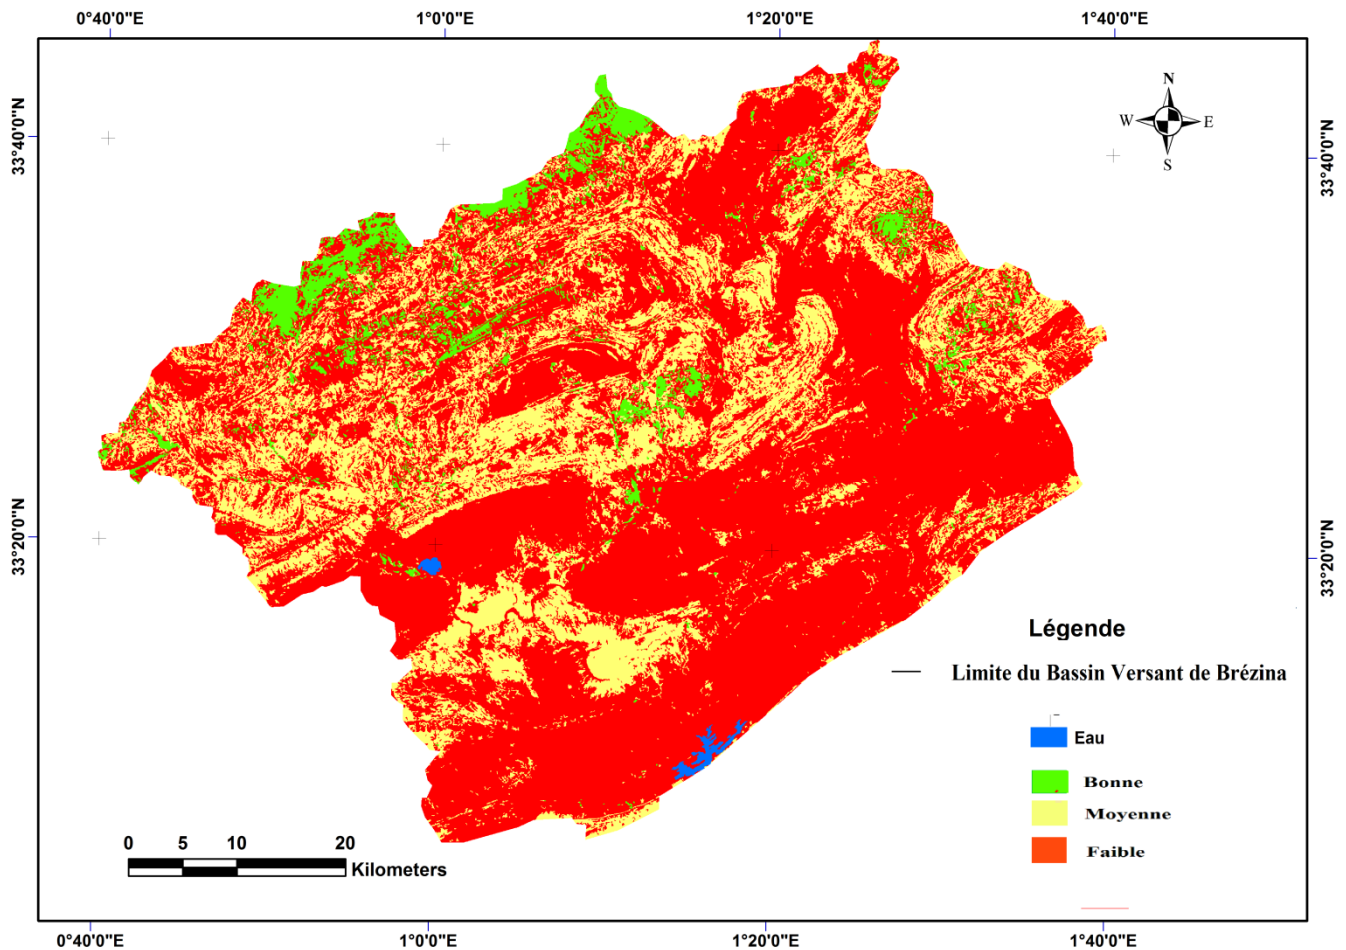 0°40'0"E 1°0'0"E 1°20'0"E 1°40'0"E
33°40'0"N
33°40'0"N
N
W E
S
33°20'0"N
33°20'0"N
Légende
Limite du Bassin Versant de Brézina
Eau
Bonne
Moyenne
Faible
0 5 10 20
Kilometers
0°40'0"E 1°0'0"E 1°20'0"E 1°40'0"E